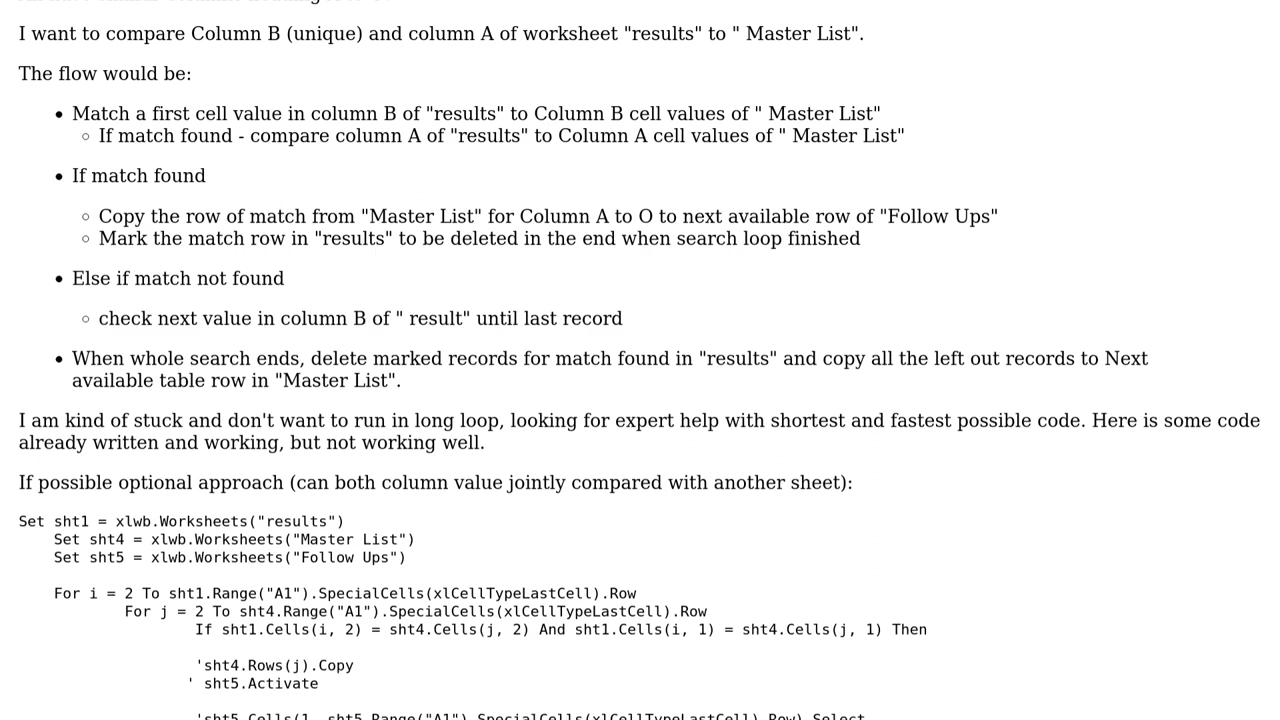 I want to compare Column B (unique) and column A of worksheet "results" to " Master List".
The flow would be:
• Match a first cell value in column B of "results" to Column B cell values of " Master List"
◦ If match found - compare column A of "results" to Column A cell values of " Master List"
• If match found
◦ Copy the row of match from "Master List" for Column A to O to next available row of "Follow Ups"
◦ Mark the match row in "results" to be deleted in the end when search loop finished
• Else if match not found
◦ check next value in column B of " result" until last record
• When whole search ends, delete marked records for match found in "results" and copy all the left out records to Next
available table row in "Master List".
I am kind of stuck and don't want to run in long loop, looking for expert help with shortest and fastest possible code. Here is some code
already written and working, but not working well.
If possible optional approach (can both column value jointly compared with another sheet):
Set sht1 = xlwb.Worksheets("results")
    Set sht4 = xlwb.Worksheets("Master List")
    Set sht5 = xlwb.Worksheets("Follow Ups")
    For i = 2 To sht1.Range("A1").SpecialCells(xlCellTypeLastCell).Row
            For j = 2 To sht4.Range("A1").SpecialCells(xlCellTypeLastCell).Row
                    If sht1.Cells(i, 2) = sht4.Cells(j, 2) And sht1.Cells(i, 1) = sht4.Cells(j, 1) Then
                    'sht4.Rows(j).Copy
                   ' sht5.Activate
                    'sht5.Cells(1, sht5.Range("A1").SpecialCells(xlCellTypeLastCell).Row).Select